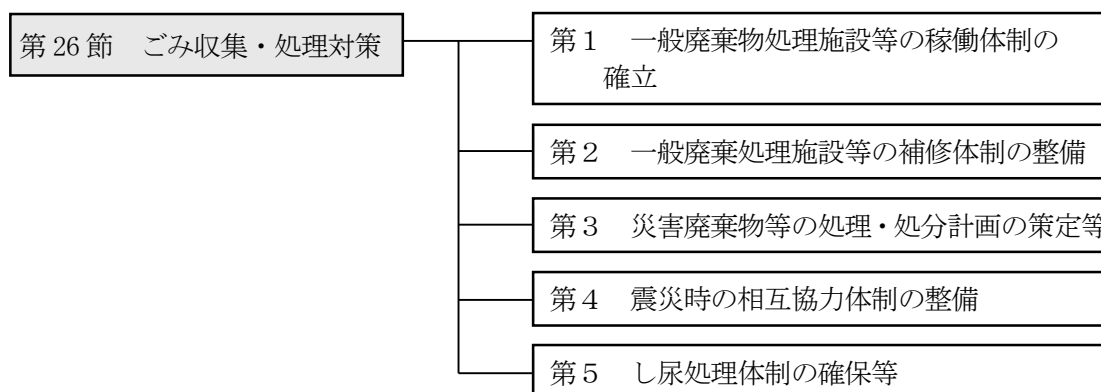 第26節　ごみ収集・処理対策
第１　一般廃棄物処理施設等の稼働体制の
確立
第２　一般廃棄処理施設等の補修体制の整備
第３　災害廃棄物等の処理・処分計画の策定等
第４　震災時の相互協力体制の整備
第５　し尿処理体制の確保等